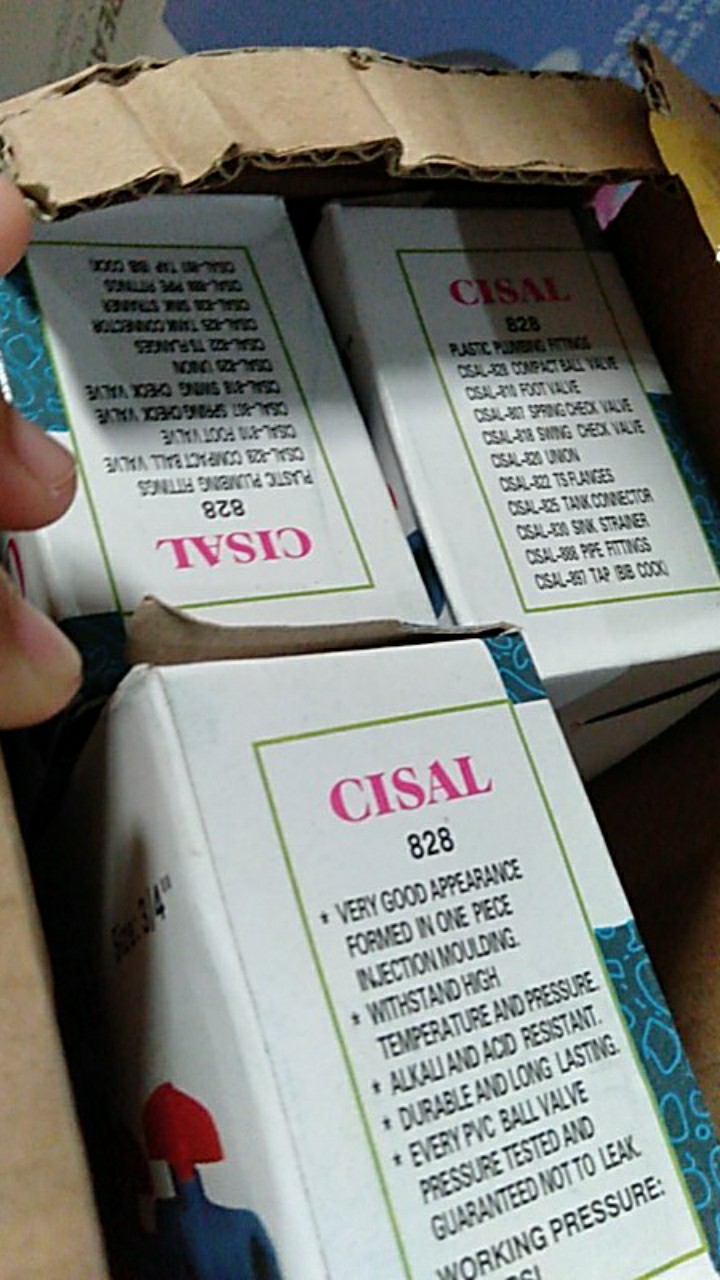 CISAL
828
PLASTIC PLUMBING FITTINGS
CISAL-828 COMPACT BALL VALVE
CISAL-810 FOOT VALVE
CISAL-807 SPRING CHECK VALVE
CISAL-818 SWING CHECK VALVE
CISAL-820 UNION
CISAL-822 TS FLANGES
CISAL-825 TANK CONNECTOR
CISAL-830 SINK STRAINER
CISAL-888 PIPE FITTINGS
CISAL-897 TAP (BIB COCK)
CISAL
828
PLASTIC PLUMBING FITTINGS
CISAL-828 COMPACT BALL VALVE
CISAL-810 FOOT VALVE
CISAL-807 SPRING CHECK VALVE
CISAL-818 SWING CHECK VALVE
CISAL-820 UNION
CISAL-822 TS FLANGES
CISAL-825 TANK CONNECTOR
CISAL-830 SINK STRAINER
CISAL-888 PIPE FITTINGS
CISAL-897 TAP (BIB COCK)
Size: 3/4"
CISAL
828
* VERY GOOD APPEARANCE
FORMED IN ONE PIECE
INJECTION MOULDING.
* WITHSTAND HIGH
TEMPERATURE AND PRESSURE.
* ALKALI AND ACID RESISTANT.
* DURABLE AND LONG LASTING.
* EVERY PVC BALL VALVE
PRESSURE TESTED AND
GUARANTEED NOT TO LEAK.
WORKING PRESSURE: